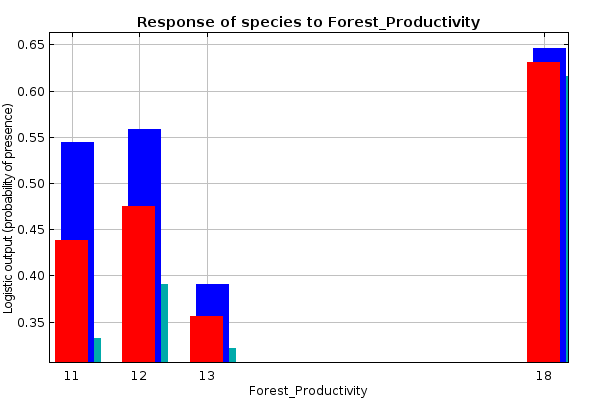 Response of species to Forest_Productivity
Logistic output (probability of presence)
0.65
0.60
0.55
0.50
0.45
0.40
0.35
11 12 13 18
Forest_Productivity